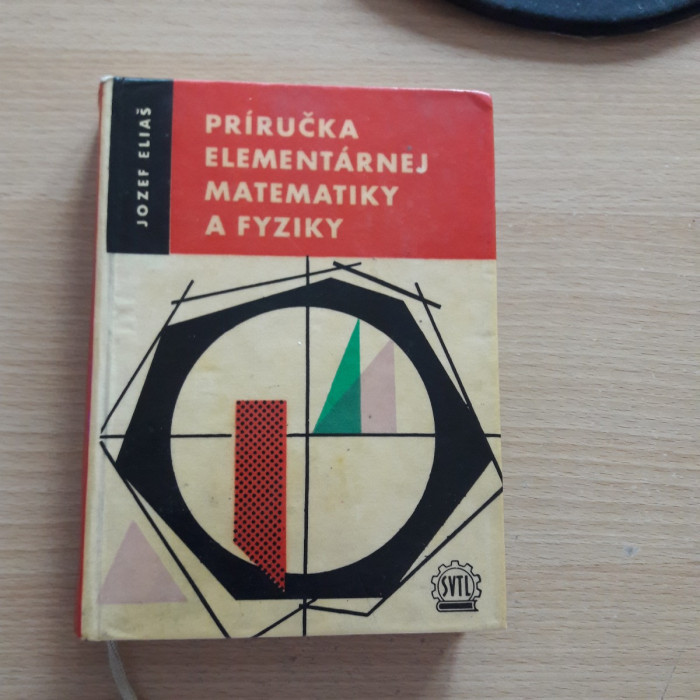 JOZEF ELIAŠ
PRÍRUČKA
ELEMENTÁRNEJ
MATEMATIKY
A FYZIKY
SVTL